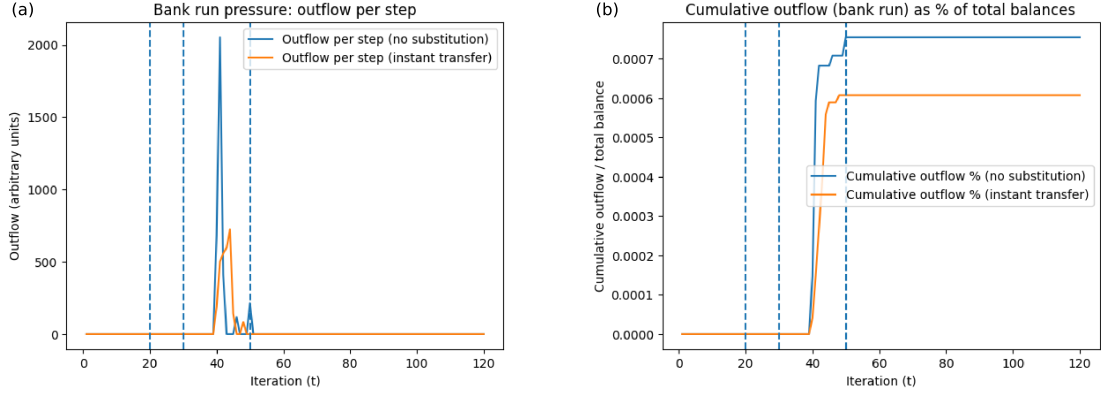 (a)
Bank run pressure: outflow per step
Outflow per step (no substitution)
Outflow per step (instant transfer)
Outflow (arbitrary units)
2000
1500
1000
500
0
0 20 40 60 80 100 120
Iteration (t)
(b)
Cumulative outflow (bank run) as % of total balances
Cumulative outflow % (no substitution)
Cumulative outflow % (instant transfer)
Cumulative outflow / total balance
0.0007
0.0006
0.0005
0.0004
0.0003
0.0002
0.0001
0.0000
0 20 40 60 80 100 120
Iteration (t)